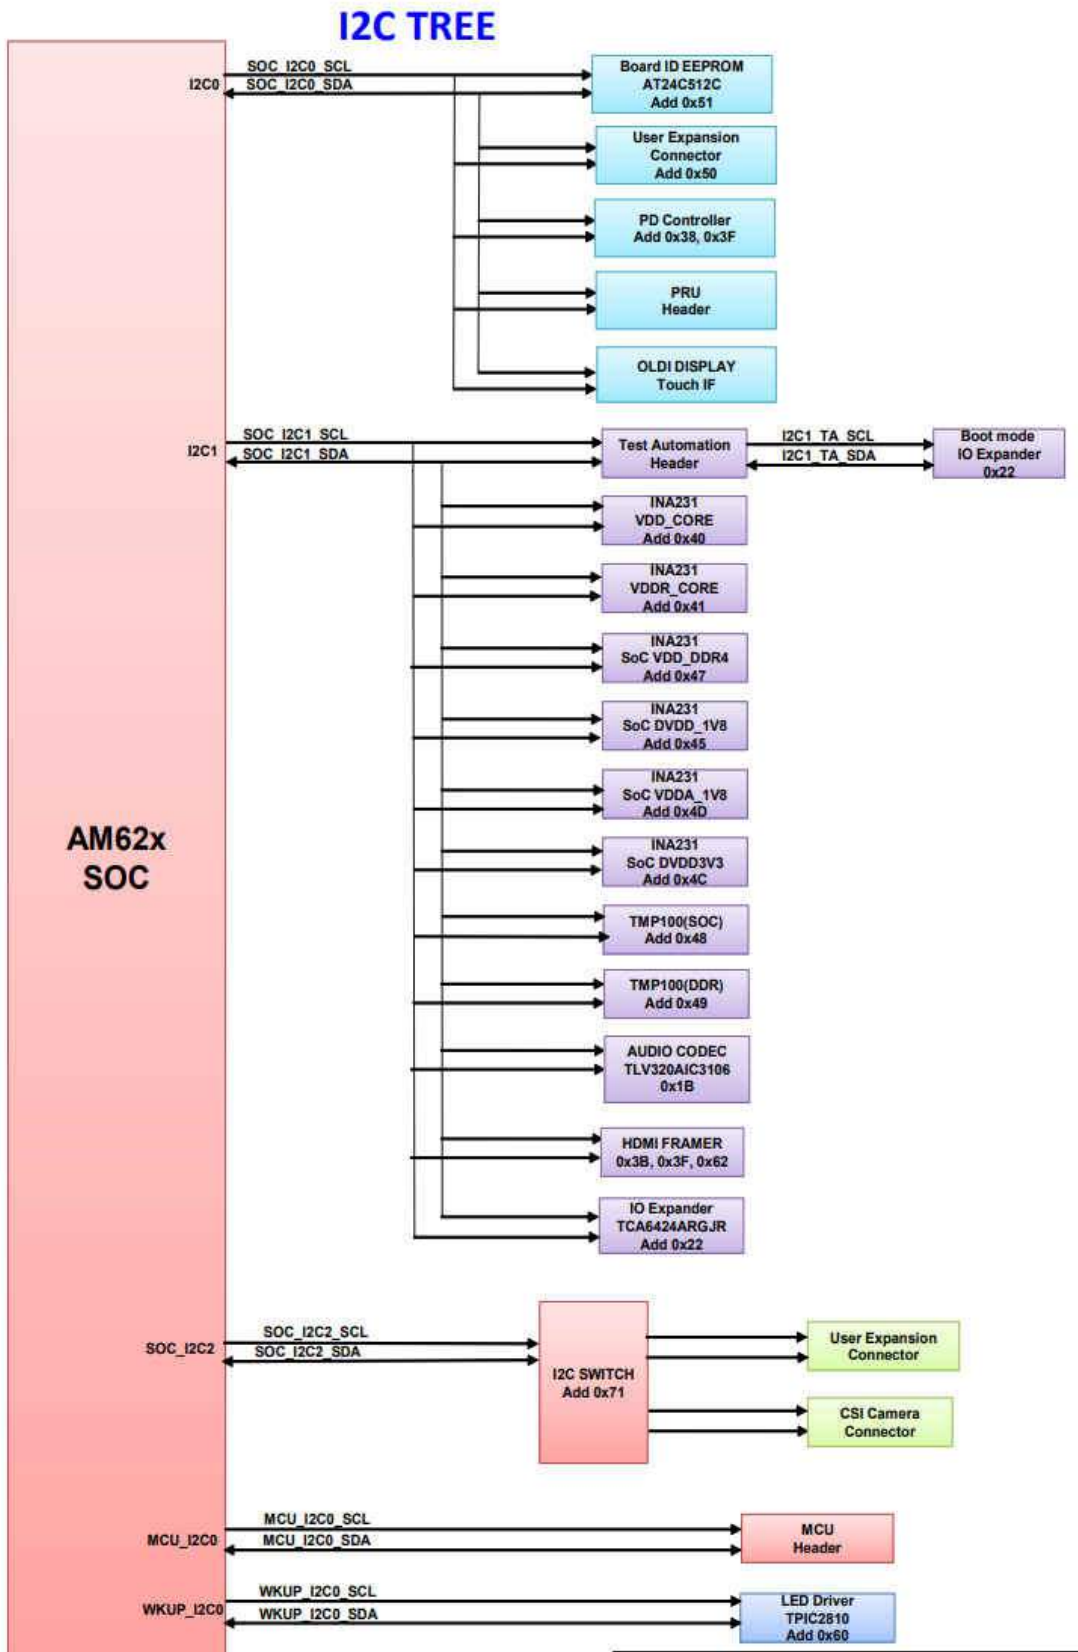 I2C TREE
I2C0
SOC_I2C0_SCL
SOC_I2C0_SDA
Board ID EEPROM
AT24C512C
Add 0x51
User Expansion
Connector
Add 0x50
PD Controller
Add 0x38, 0x3F
PRU
Header
OLDI DISPLAY
Touch IF
I2C1
SOC_I2C1_SCL
SOC_I2C1_SDA
Test Automation
Header
I2C1_TA_SCL
I2C1_TA_SDA
Boot mode
IO Expander
0x22
INA231
VDD_CORE
Add 0x40
INA231
VDDR_CORE
Add 0x41
INA231
SoC VDD_DDR4
Add 0x47
INA231
SoC DVDD_1V8
Add 0x45
INA231
SoC VDDA_1V8
Add 0x4D
INA231
SoC DVDD3V3
Add 0x4C
AM62x
SOC
TMP100(SOC)
Add 0x48
TMP100(DDR)
Add 0x49
AUDIO CODEC
TLV320AIC3106
0x1B
HDMI FRAMER
0x3B, 0x3F, 0x62
IO Expander
TCA6424ARGJR
Add 0x22
SOC_I2C2
SOC_I2C2_SCL
SOC_I2C2_SDA
I2C SWITCH
Add 0x71
User Expansion
Connector
CSI Camera
Connector
MCU_I2C0
MCU_I2C0_SCL
MCU_I2C0_SDA
MCU
Header
WKUP_I2C0
WKUP_I2C0_SCL
WKUP_I2C0_SDA
LED Driver
TPIC2810
Add 0x60